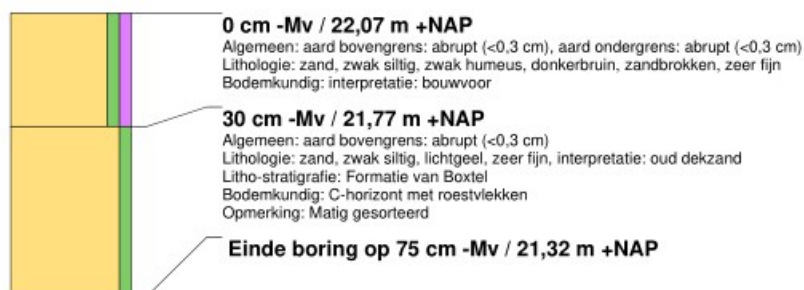 0 cm -Mv / 22,07 m +NAP
Algemeen: aard bovengrens: abrupt (<0,3 cm), aard ondergrens: abrupt (<0,3 cm)
Lithologie: zand, zwak siltig, zwak humeus, donkerbruin, zandbrokken, zeer fijn
Bodemkundig: interpretatie: bouwvoor
30 cm -Mv / 21,77 m +NAP
Algemeen: aard bovengrens: abrupt (<0,3 cm)
Lithologie: zand, zwak siltig, lichtgeel, zeer fijn, interpretatie: oud dekzand
Litho-stratigrafie: Formatie van Boxtel
Bodemkundig: C-horizont met roestvlekken
Opmerking: Matig gesorteerd
Einde boring op 75 cm -Mv / 21,32 m +NAP